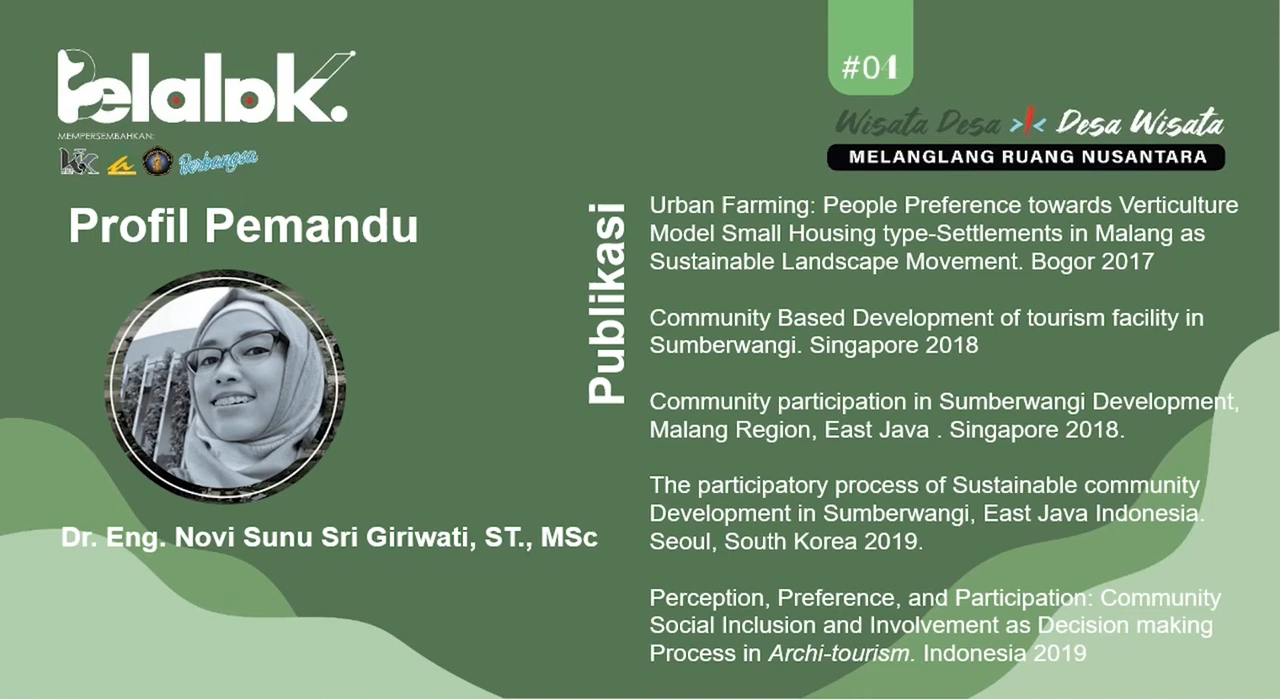 Pelalak.
MEMPERSEMBAHKAN:
Berbangsa
#04
Wisata Desa >|< Desa Wisata
MELANGLANG RUANG NUSANTARA
Profil Pemandu
Dr. Eng. Novi Sunu Sri Giriwati, ST., MSc
Publikasi
Urban Farming: People Preference towards Verticulture
Model Small Housing type-Settlements in Malang as
Sustainable Landscape Movement. Bogor 2017
Community Based Development of tourism facility in
Sumberwangi. Singapore 2018
Community participation in Sumberwangi Development,
Malang Region, East Java . Singapore 2018.
The participatory process of Sustainable community
Development in Sumberwangi, East Java Indonesia.
Seoul, South Korea 2019.
Perception, Preference, and Participation: Community
Social Inclusion and Involvement as Decision making
Process in Archi-tourism. Indonesia 2019